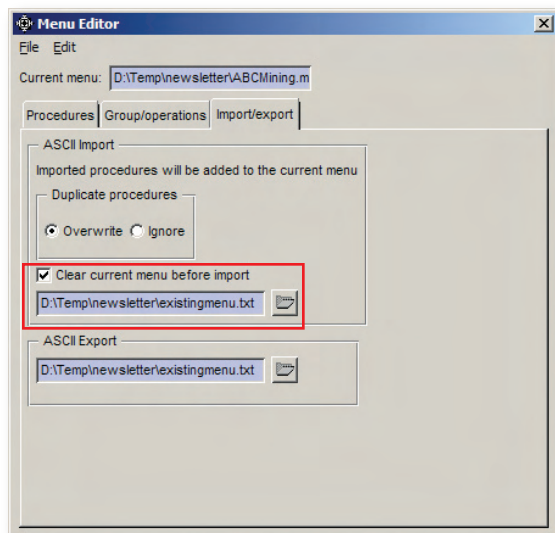 Menu Editor
File Edit
Current menu: D:\Temp\newsletter\ABCMining.m
Procedures Group/operations Import/export
ASCII Import
Imported procedures will be added to the current menu
Duplicate procedures
Overwrite Ignore
Clear current menu before import
D:\Temp\newsletter\existingmenu.txt
ASCII Export
D:\Temp\newsletter\existingmenu.txt